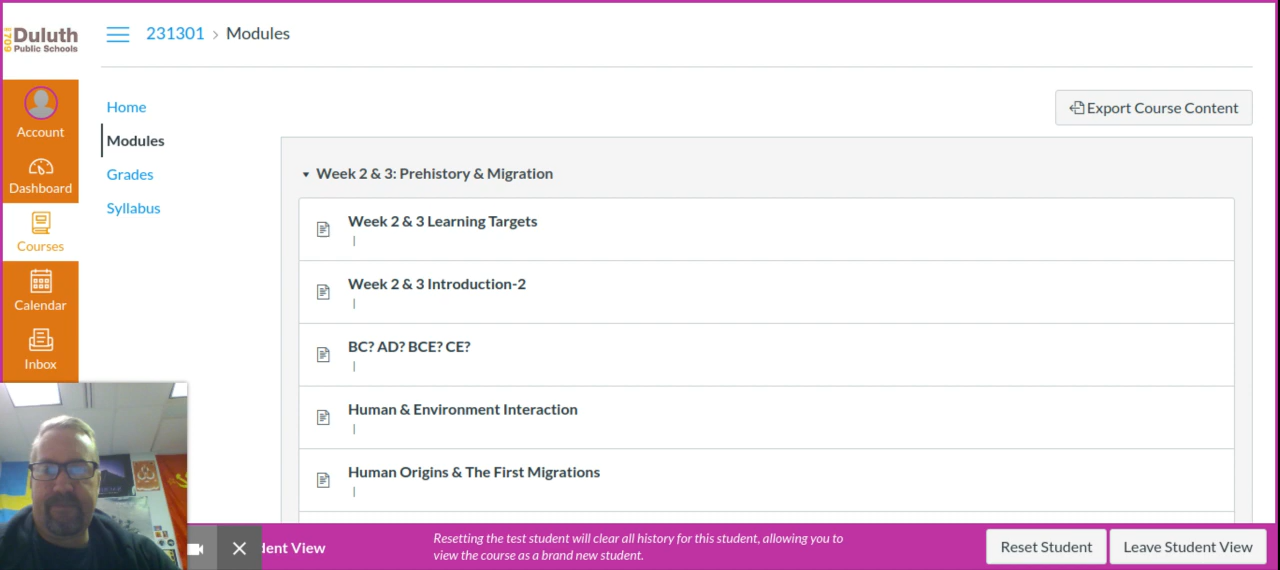 709
Duluth
Public Schools
231301 > Modules
Account
Dashboard
Courses
Calendar
Inbox
Home
Modules
Grades
Syllabus
Export Course Content
Week 2 & 3: Prehistory & Migration
Week 2 & 3 Learning Targets
|
Week 2 & 3 Introduction-2
|
BC? AD? BCE? CE?
|
Human & Environment Interaction
|
Human Origins & The First Migrations
|
dent View
Resetting the test student will clear all history for this student, allowing you to
view the course as a brand new student.
Reset Student
Leave Student View